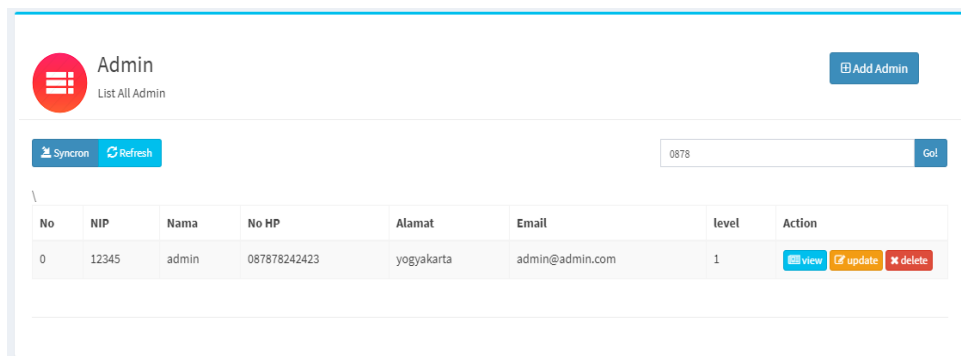 Admin
List All Admin
Add Admin
Syncron Refresh
0878 Go!
\
No NIP Nama No HP Alamat Email level Action
0 12345 admin 087878242423 yogyakarta admin@admin.com 1 view update delete